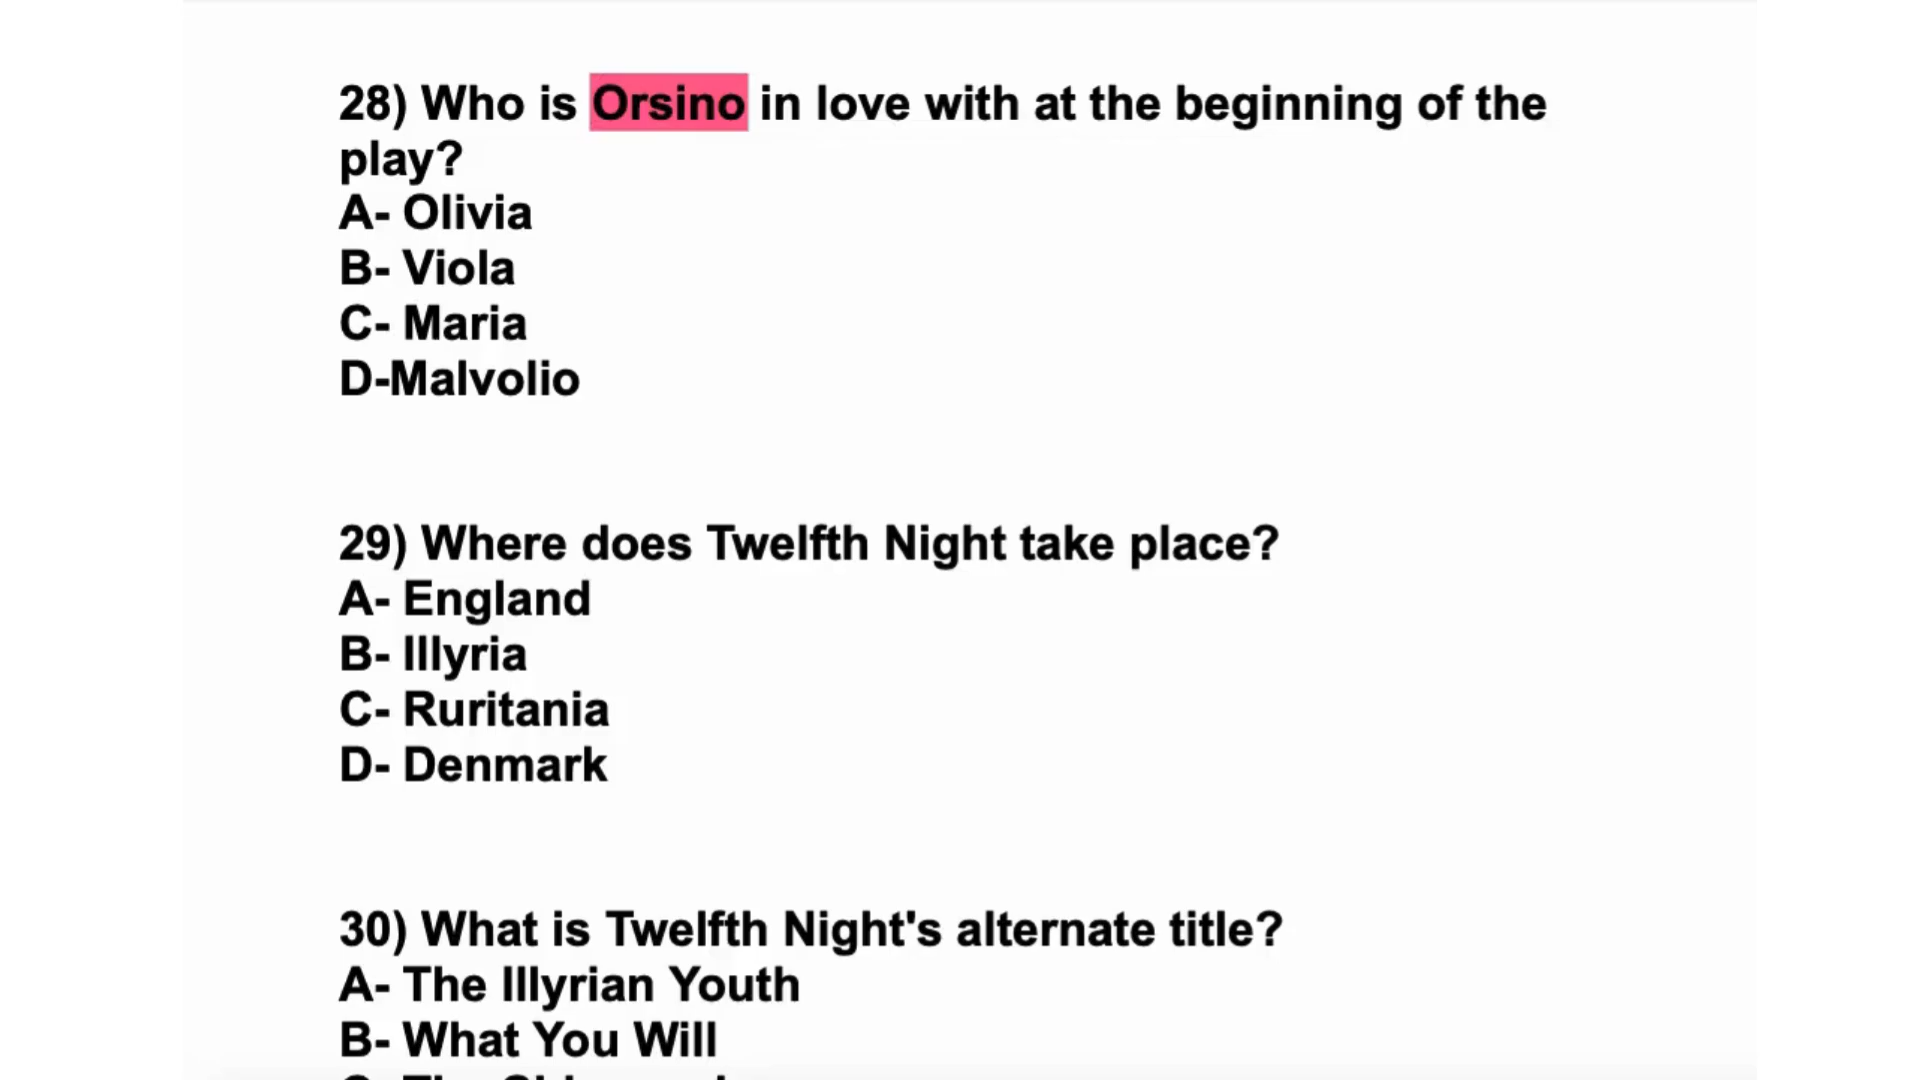 28) Who is Orsino in love with at the beginning of the
play?
A- Olivia
B- Viola
C- Maria
D-Malvolio
29) Where does Twelfth Night take place?
A- England
B- Illyria
C- Ruritania
D- Denmark
30) What is Twelfth Night's alternate title?
A- The Illyrian Youth
B- What You Will